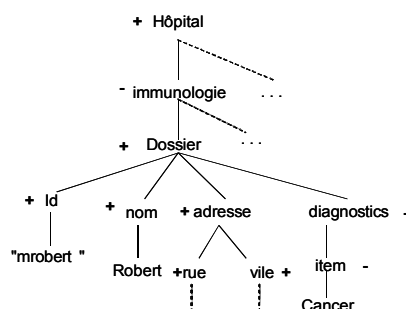 + Hôpital
- immunologie ...
+ Dossier ...
+ Id + nom + adresse diagnostics -
"mrobert " Robert +rue vile + item -
Cancer